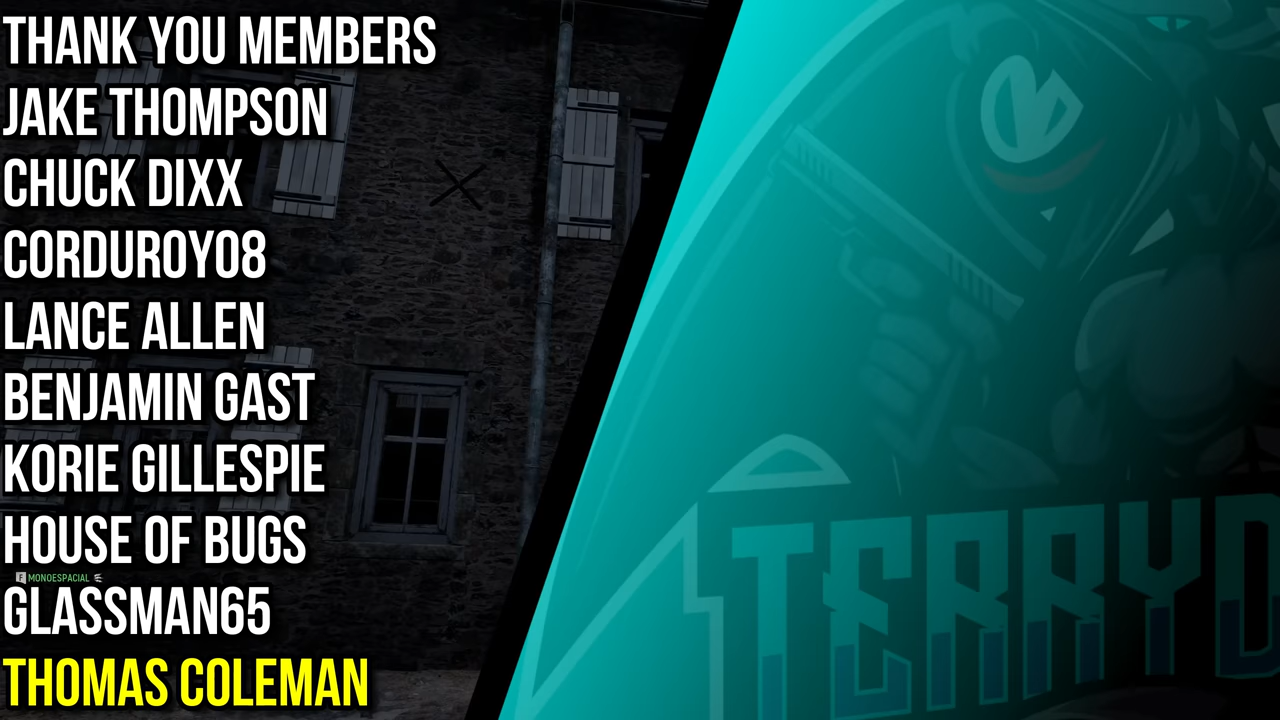 THANK YOU MEMBERS
JAKE THOMPSON
CHUCK DIXX
CORDUROY08
LANCE ALLEN
BENJAMIN GAST
KORIE GILLESPIE
HOUSE OF BUGS
F MONOESPACIAL
GLASSMAN65
THOMAS COLEMAN
TERRYD